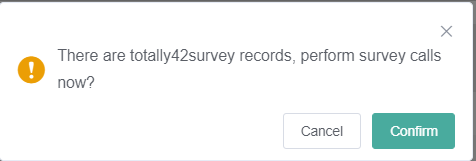 There are totally42survey records, perform survey calls
now?
Cancel Confirm